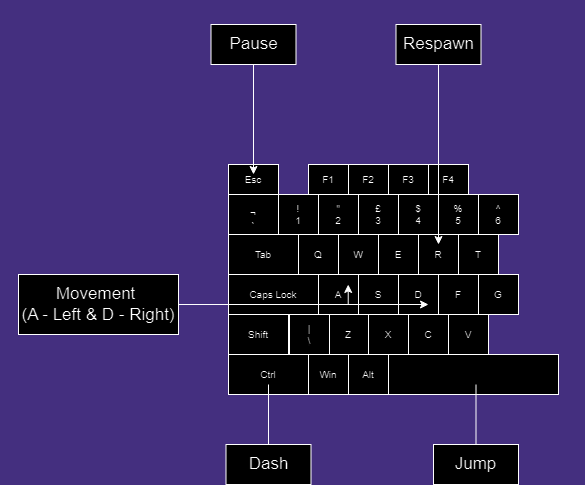 Pause
Respawn
Esc F1 F2 F3 F4
¬ ! " £ $ % ^
` 1 2 3 4 5 6
Tab Q W E R T
Movement
(A - Left & D - Right)
Caps Lock A S D F G
Shift | Z X C V
\
Ctrl Win Alt
Dash
Jump